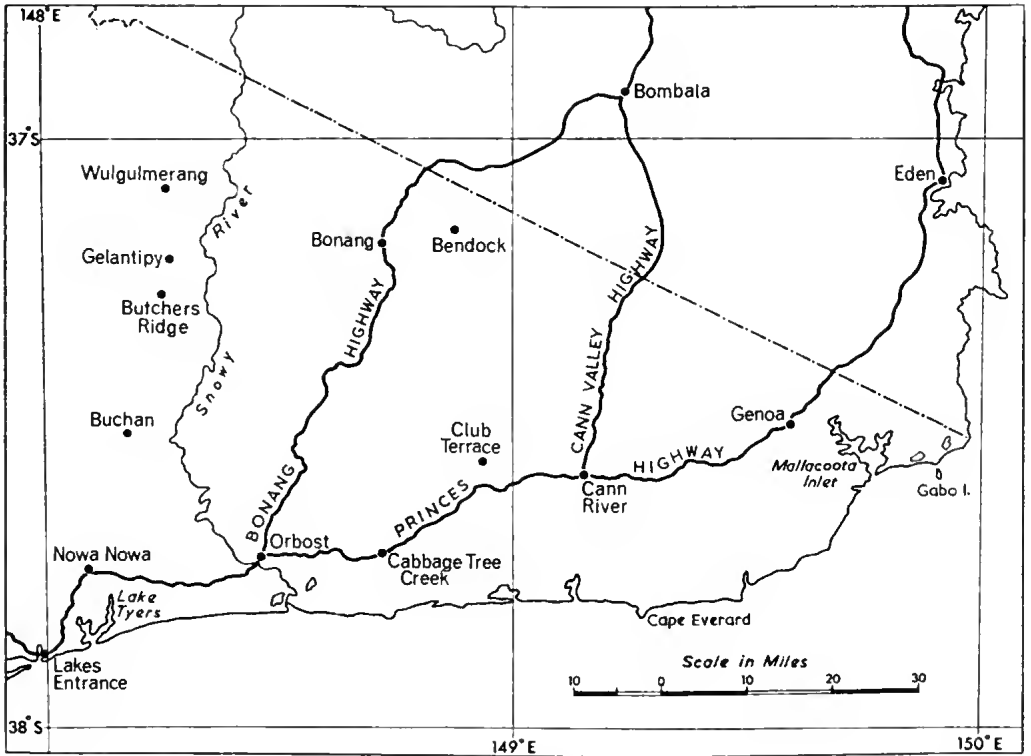 148°E
Bombala
37°S
Wulgulmerang
Eden
River
Bonang
Bendock
Gelantipy
HIGHWAY
Butchers
Ridge
HIGHWAY
Snowy
CANN VALLEY
Buchan
Genoa
Club
Terrace
HIGHWAY
Mallacoota
Inlet
BONANG
PRINCES
Cann
River
Gabo I.
Orbost
Nowa Nowa
Cabbage Tree
Creek
Lake
Tyers
Cape Everard
Lakes
Entrance
Scale in Miles
10 0 10 20 30
38°S
149°E
150°E